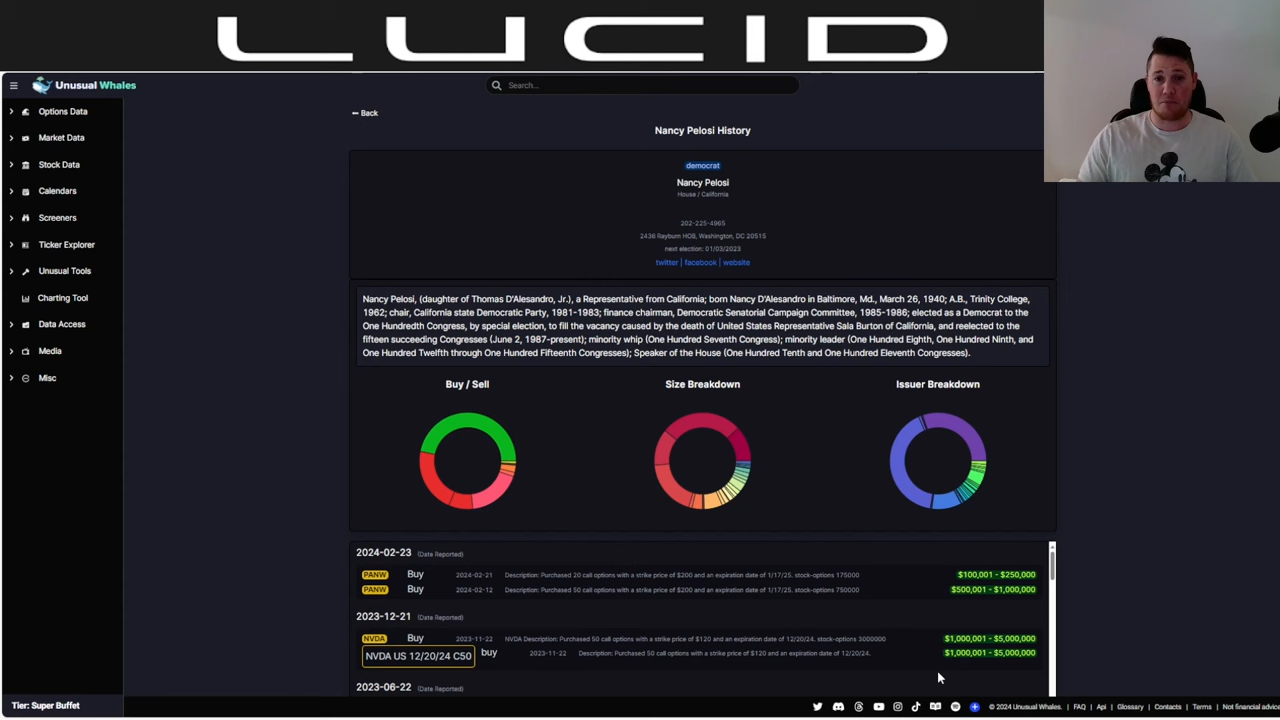 LUCID
Unusual Whales
Search...
Options Data
Market Data
Stock Data
Calendars
Screeners
Ticker Explorer
Unusual Tools
Charting Tool
Data Access
Media
Misc
Tier: Super Buffet
Back
Nancy Pelosi History
democrat
Nancy Pelosi
House / California
202-225-4965
2436 Rayburn HOB, Washington, DC 20515
next election: 01/03/2023
twitter | facebook | website
Nancy Pelosi, (daughter of Thomas D'Alesandro, Jr.), a Representative from California; born Nancy D'Alesandro in Baltimore, Md., March 26, 1940; A.B., Trinity College,
1962; chair, California state Democratic Party, 1981-1983; finance chairman, Democratic Senatorial Campaign Committee, 1985-1986; elected as a Democrat to the
One Hundredth Congress, by special election, to fill the vacancy caused by the death of United States Representative Sala Burton of California, and reelected to the
fifteen succeeding Congresses (June 2, 1987-present); minority whip (One Hundred Seventh Congress); minority leader (One Hundred Eighth, One Hundred Ninth, and
One Hundred Twelfth through One Hundred Fifteenth Congresses); Speaker of the House (One Hundred Tenth and One Hundred Eleventh Congresses).
Buy / Sell
Size Breakdown
Issuer Breakdown
2024-02-23 (Date Reported)
PANW Buy 2024-02-21 Description: Purchased 20 call options with a strike price of $200 and an expiration date of 1/17/25. stock-options 175000 $100,001 - $250,000
PANW Buy 2024-02-12 Description: Purchased 50 call options with a strike price of $200 and an expiration date of 1/17/25. stock-options 750000 $500,001 - $1,000,000
2023-12-21 (Date Reported)
NVDA Buy 2023-11-22 NVDA Description: Purchased 50 call options with a strike price of $120 and an expiration date of 12/20/24. stock-options 3000000 $1,000,001 - $5,000,000
NVDA US 12/20/24 C50 buy 2023-11-22 Description: Purchased 50 call options with a strike price of $120 and an expiration date of 12/20/24. $1,000,001 - $5,000,000
2023-06-22 (Date Reported)
© 2024 Unusual Whales. | FAQ | Api | Glossary | Contacts | Terms | Not financial advice